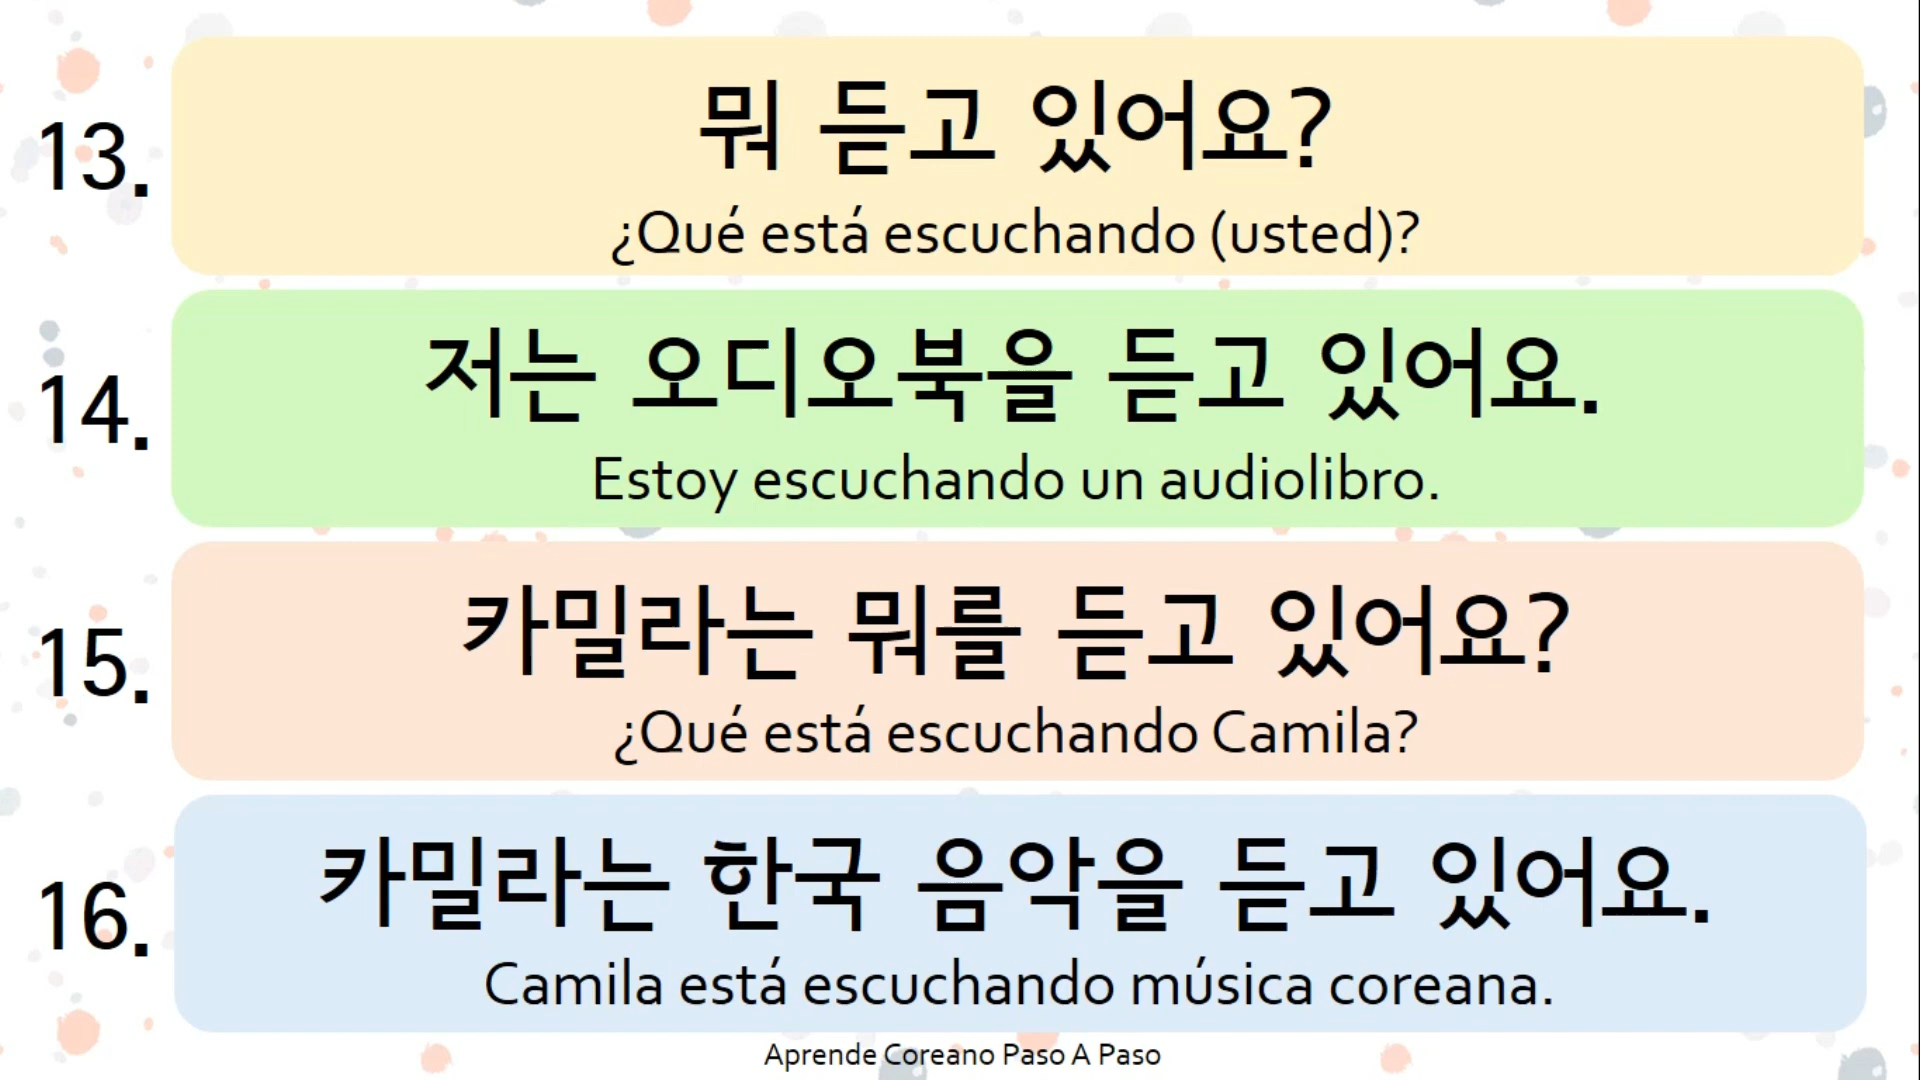 13.
뭐 듣고 있어요?
¿Qué está escuchando (usted)?
14.
저는 오디오북을 듣고 있어요.
Estoy escuchando un audiolibro.
15.
카밀라는 뭐를 듣고 있어요?
¿Qué está escuchando Camila?
16.
카밀라는 한국 음악을 듣고 있어요.
Camila está escuchando música coreana.
Aprende Coreano Paso A Paso